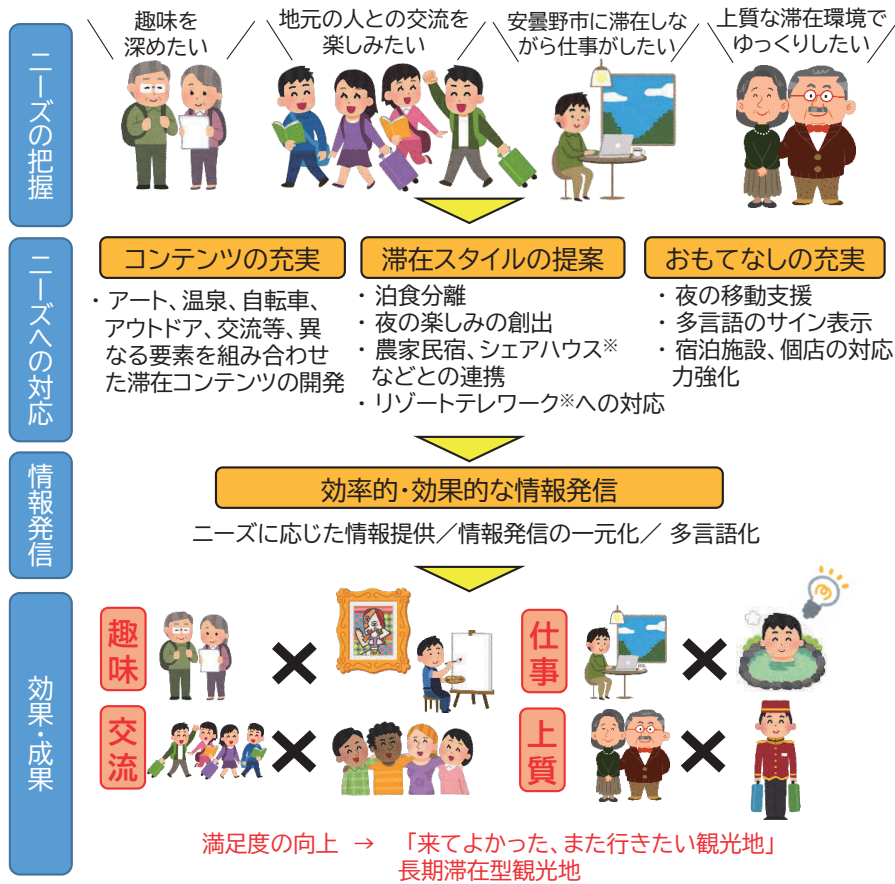 ニーズの把握
趣味を
深めたい
地元の人との交流を
楽しみたい
安曇野市に滞在しな
がら仕事がしたい
上質な滞在環境で
ゆっくりしたい
ニーズへの対応
コンテンツの充実
・アート、温泉、自転車、
アウトドア、交流等、異
なる要素を組み合わせ
た滞在コンテンツの開発
滞在スタイルの提案
・泊食分離
・夜の楽しみの創出
・農家民宿、シェアハウス※
などとの連携
・リゾートテレワーク※への対応
おもてなしの充実
・夜の移動支援
・多言語のサイン表示
・宿泊施設、個店の対応
力強化
情報発信
効率的・効果的な情報発信
ニーズに応じた情報提供／情報発信の一元化／ 多言語化
効果・成果
趣味
仕事
交流
上質
満足度の向上 → 「来てよかった、また行きたい観光地」
長期滞在型観光地